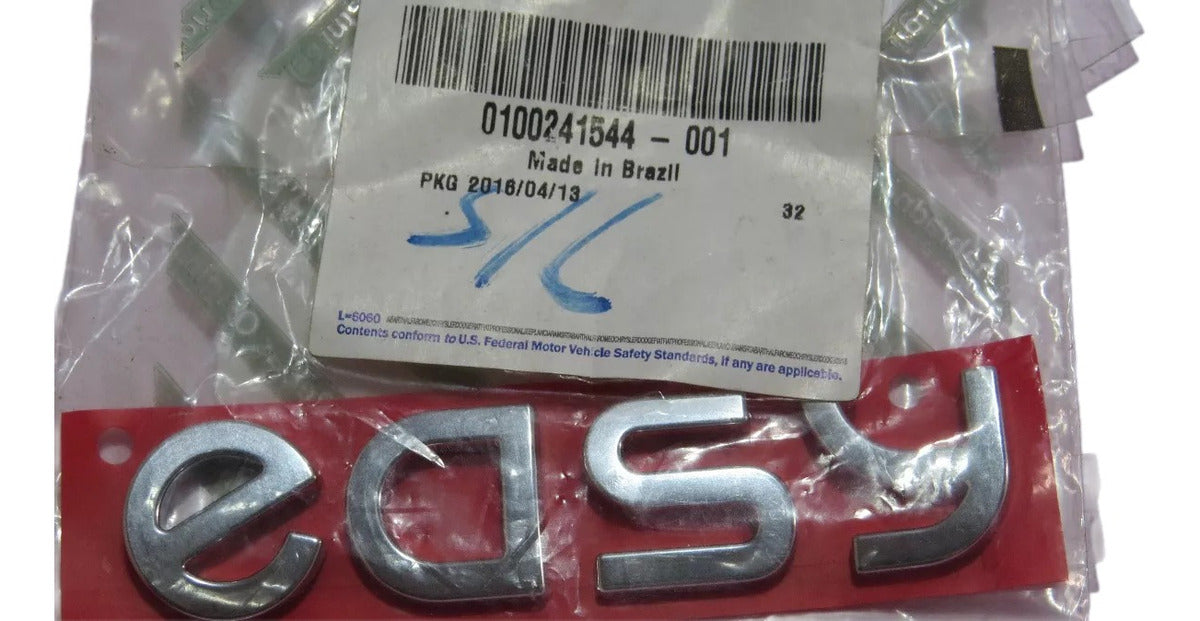 0100241544 - 001
Made In Brazil
PKG 2016/04/13
32
S/C
L=6060
Contents conform to U.S. Federal Motor Vehicle Safety Standards, if any are applicable.
easy